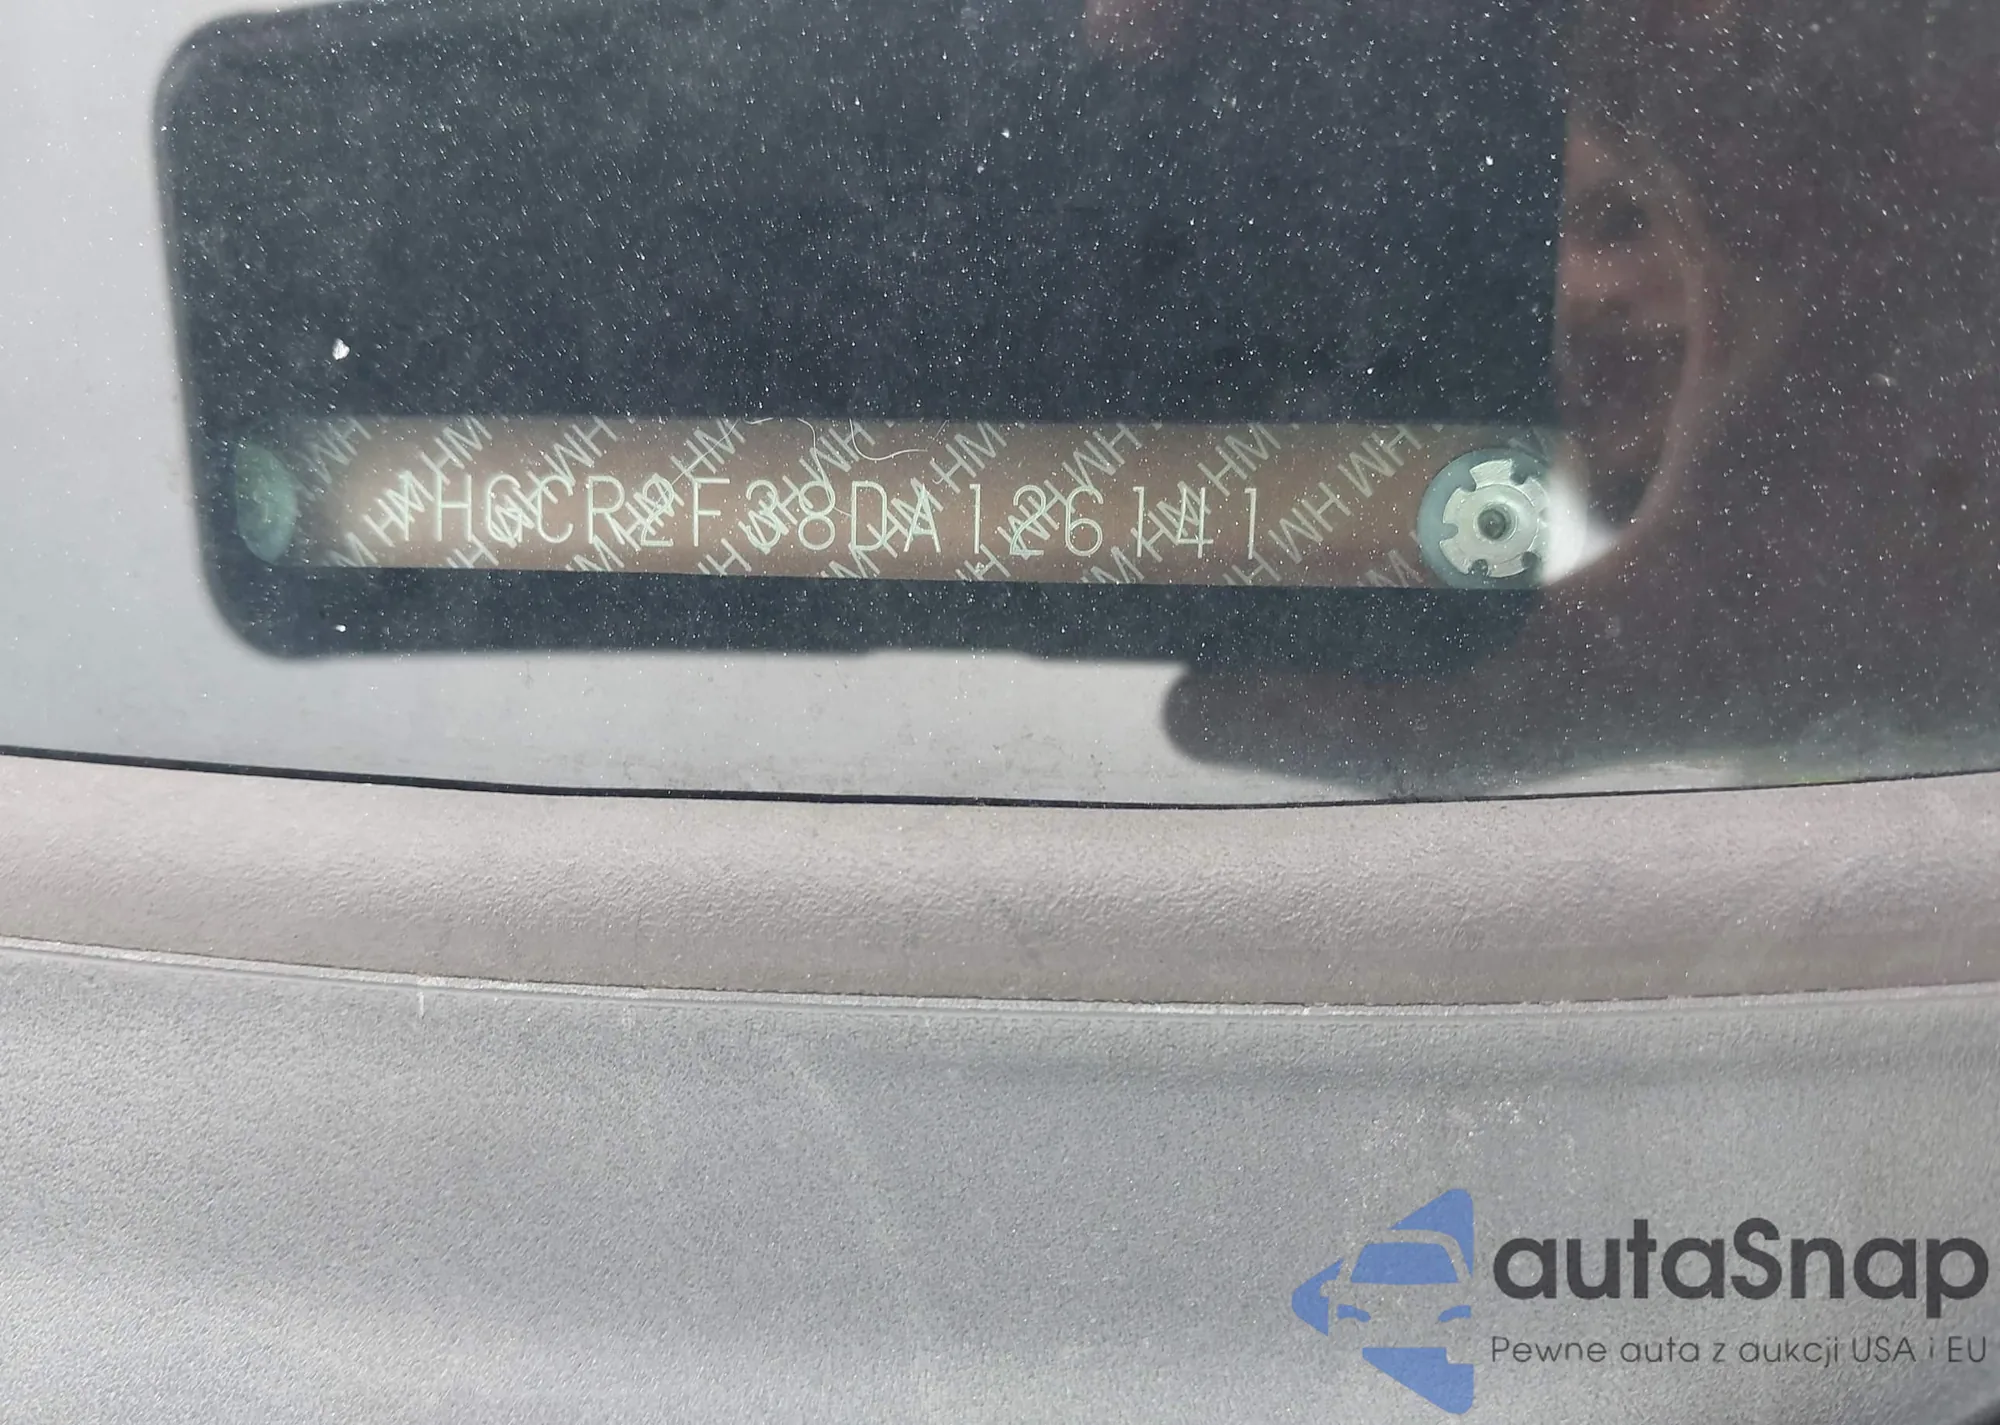 1HGCR2F38DA126141
autaSnap
Pewne auta z aukcji USA i EU